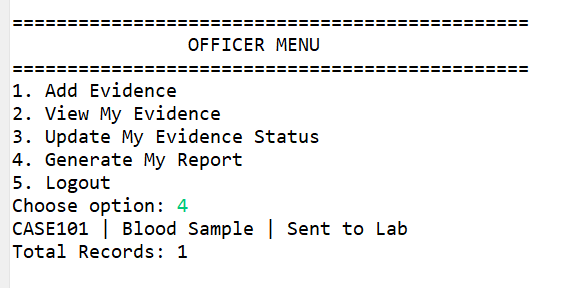 ===============================================
OFFICER MENU
===============================================
1. Add Evidence
2. View My Evidence
3. Update My Evidence Status
4. Generate My Report
5. Logout
Choose option: 4
CASE101 | Blood Sample | Sent to Lab
Total Records: 1